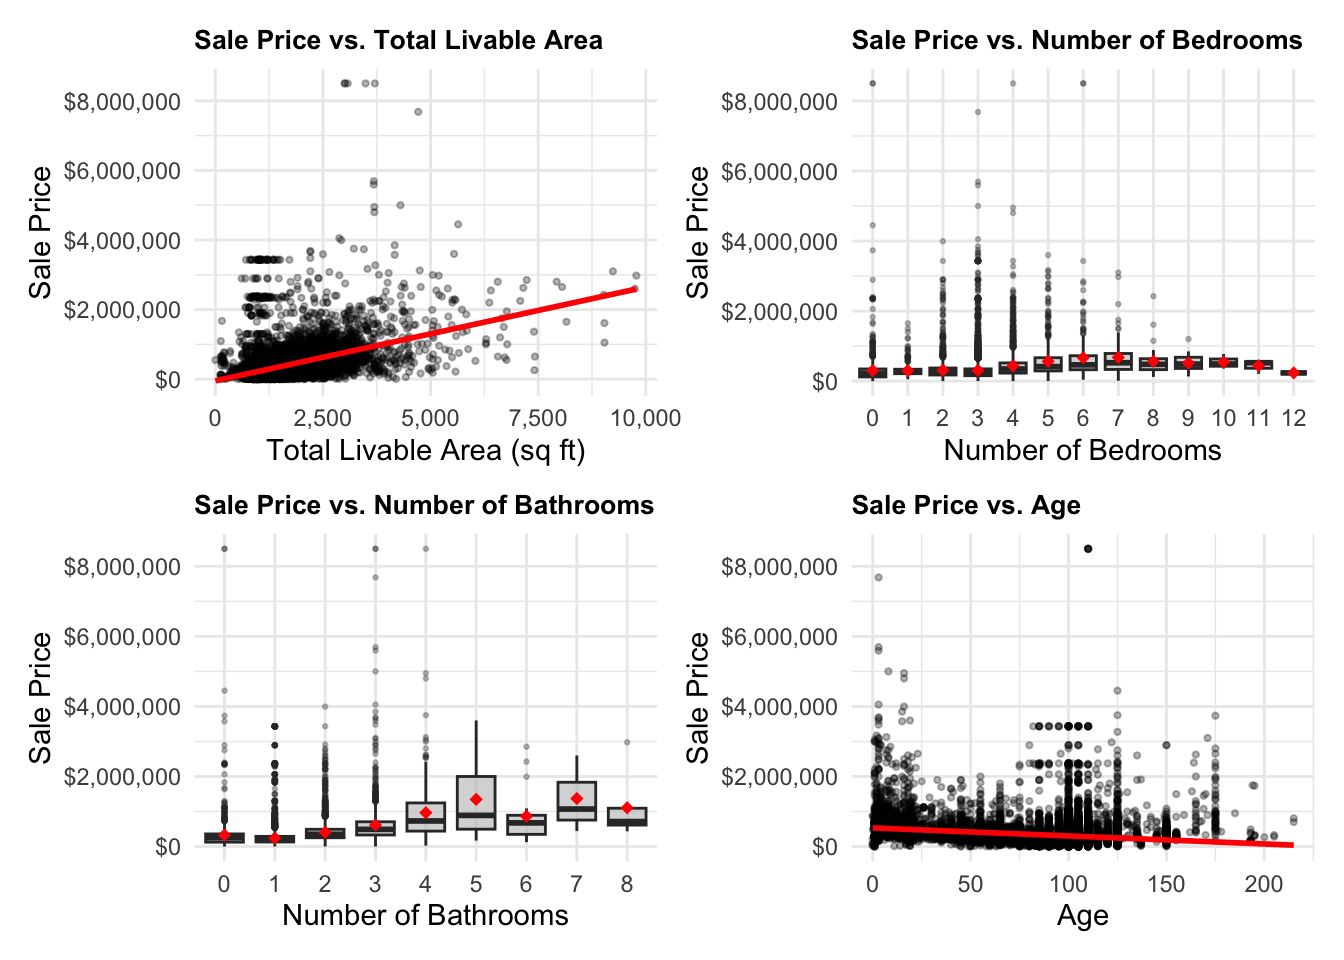 Sale Price vs. Total Livable Area
Sale Price
$8,000,000
$6,000,000
$4,000,000
$2,000,000
$0
0 2,500 5,000 7,500 10,000
Total Livable Area (sq ft)
Sale Price vs. Number of Bedrooms
Sale Price
$8,000,000
$6,000,000
$4,000,000
$2,000,000
$0
0 1 2 3 4 5 6 7 8 9 10 11 12
Number of Bedrooms
Sale Price vs. Number of Bathrooms
Sale Price
$8,000,000
$6,000,000
$4,000,000
$2,000,000
$0
0 1 2 3 4 5 6 7 8
Number of Bathrooms
Sale Price vs. Age
Sale Price
$8,000,000
$6,000,000
$4,000,000
$2,000,000
$0
0 50 100 150 200
Age